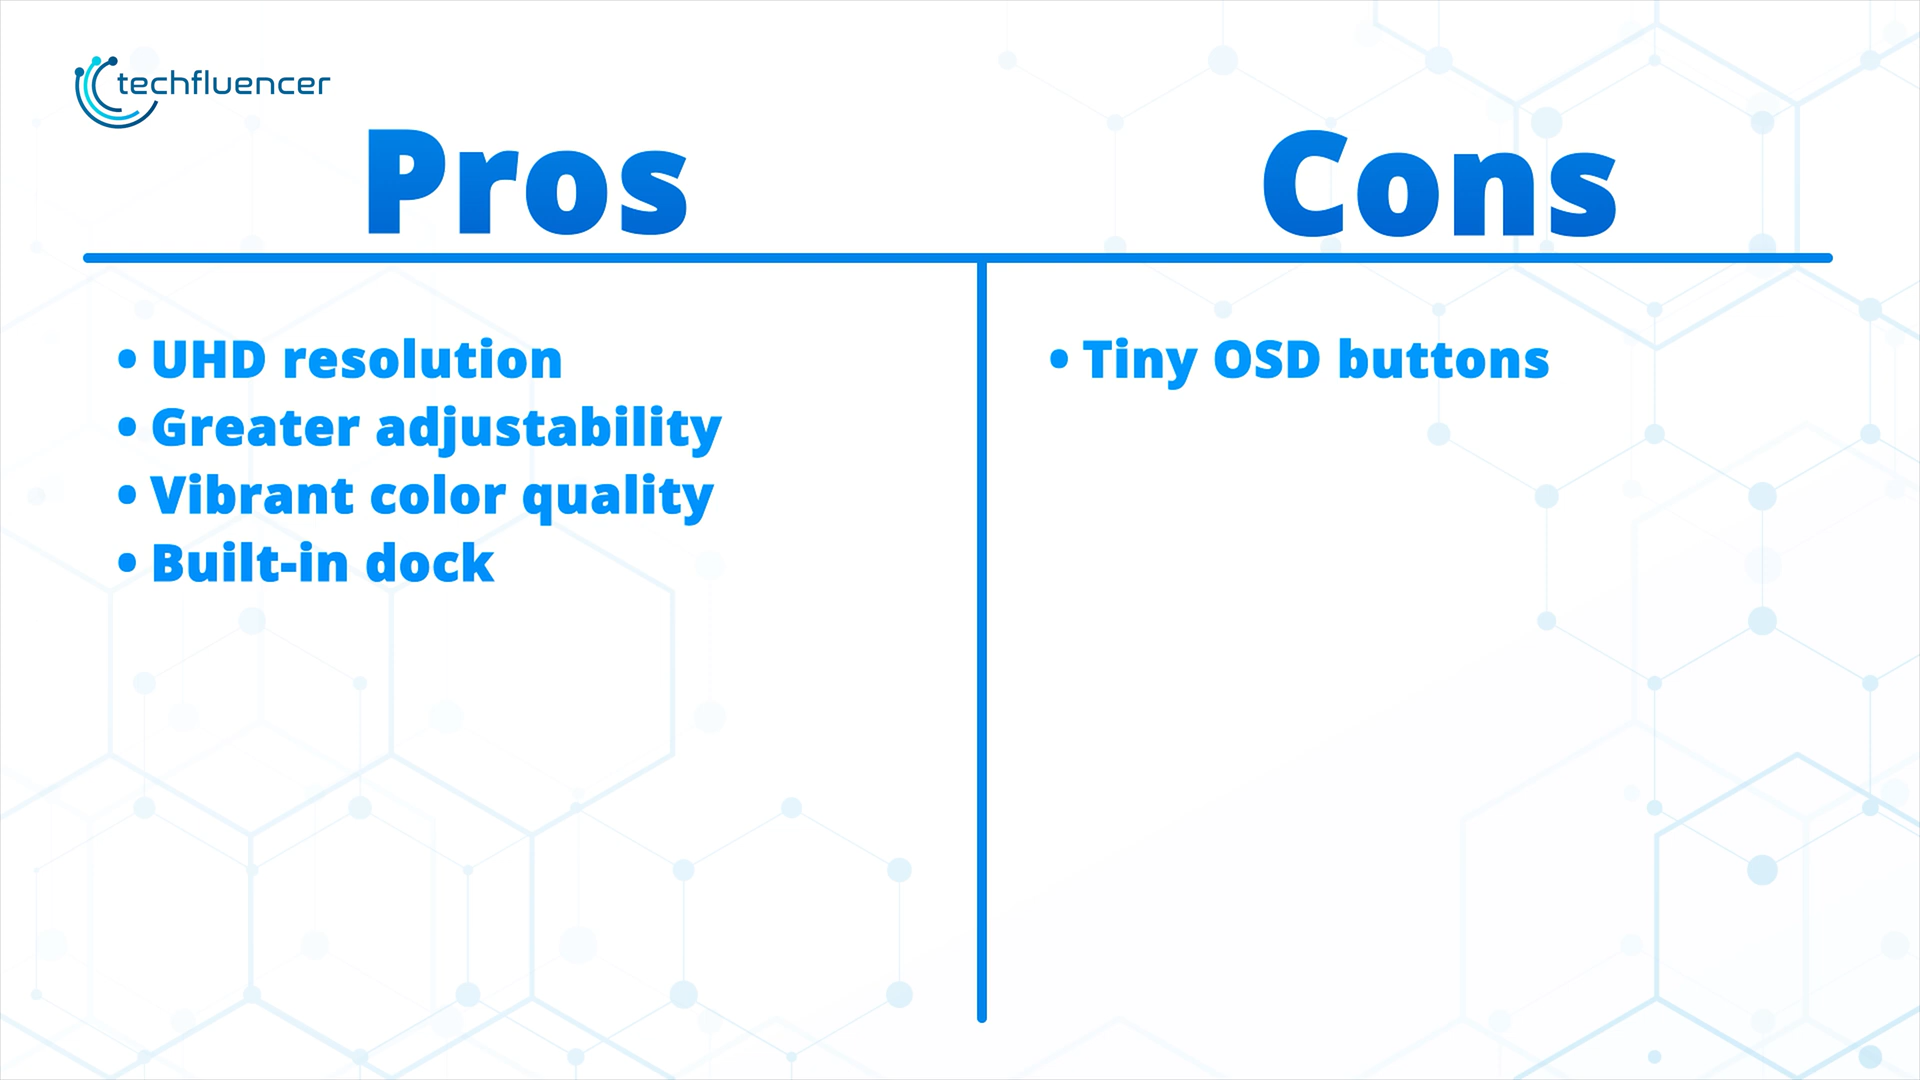 techfluencer
Pros
Cons
• UHD resolution
• Greater adjustability
• Vibrant color quality
• Built-in dock
• Tiny OSD buttons